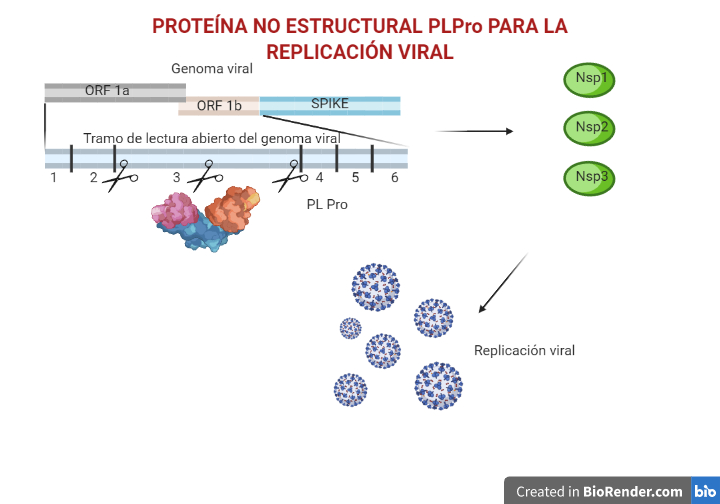 PROTEÍNA NO ESTRUCTURAL PLPro PARA LA
REPLICACIÓN VIRAL
Genoma viral
ORF 1a
ORF 1b
SPIKE
Tramo de lectura abierto del genoma viral
1 2 3 4 5 6
PL Pro
Nsp1
Nsp2
Nsp3
Replicación viral
Created in BioRender.com bio